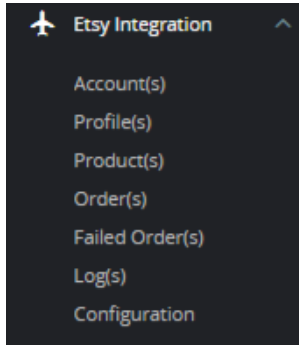 Etsy Integration
Account(s)
Profile(s)
Product(s)
Order(s)
Failed Order(s)
Log(s)
Configuration